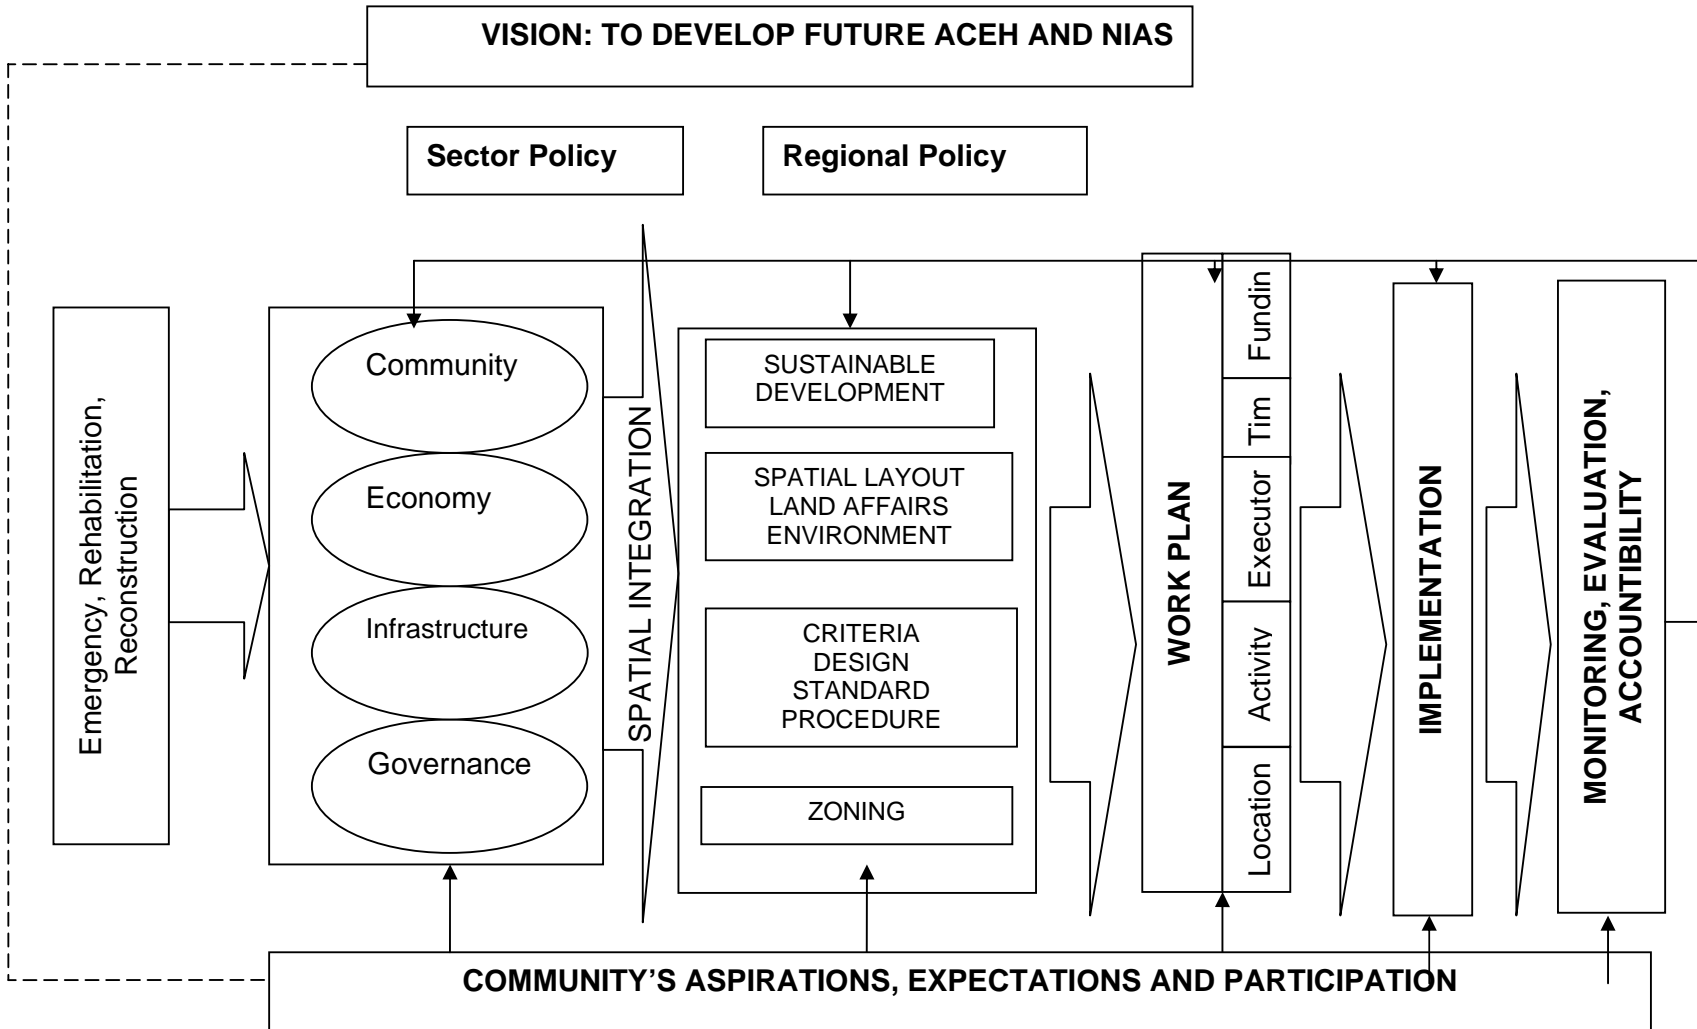 VISION: TO DEVELOP FUTURE ACEH AND NIAS
Sector Policy
Regional Policy
Emergency, Rehabilitation,
Reconstruction
Community
Economy
Infrastructure
Governance
SPATIAL INTEGRATION
SUSTAINABLE
DEVELOPMENT
SPATIAL LAYOUT
LAND AFFAIRS
ENVIRONMENT
CRITERIA
DESIGN
STANDARD
PROCEDURE
ZONING
WORK PLAN
Fundin
Tim
Executor
Activity
Location
IMPLEMENTATION
MONITORING, EVALUATION,
ACCOUNTIBILITY
COMMUNITY’S ASPIRATIONS, EXPECTATIONS AND PARTICIPATION